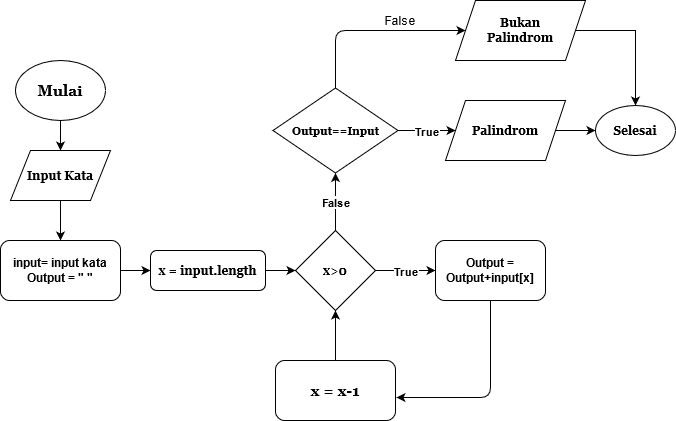 Mulai
Input Kata
input= input kata
Output = " "
x = input.length
x>0
True
Output =
Output+input[x]
x = x-1
False
Output==Input
True
Palindrom
False
Bukan
Palindrom
Selesai